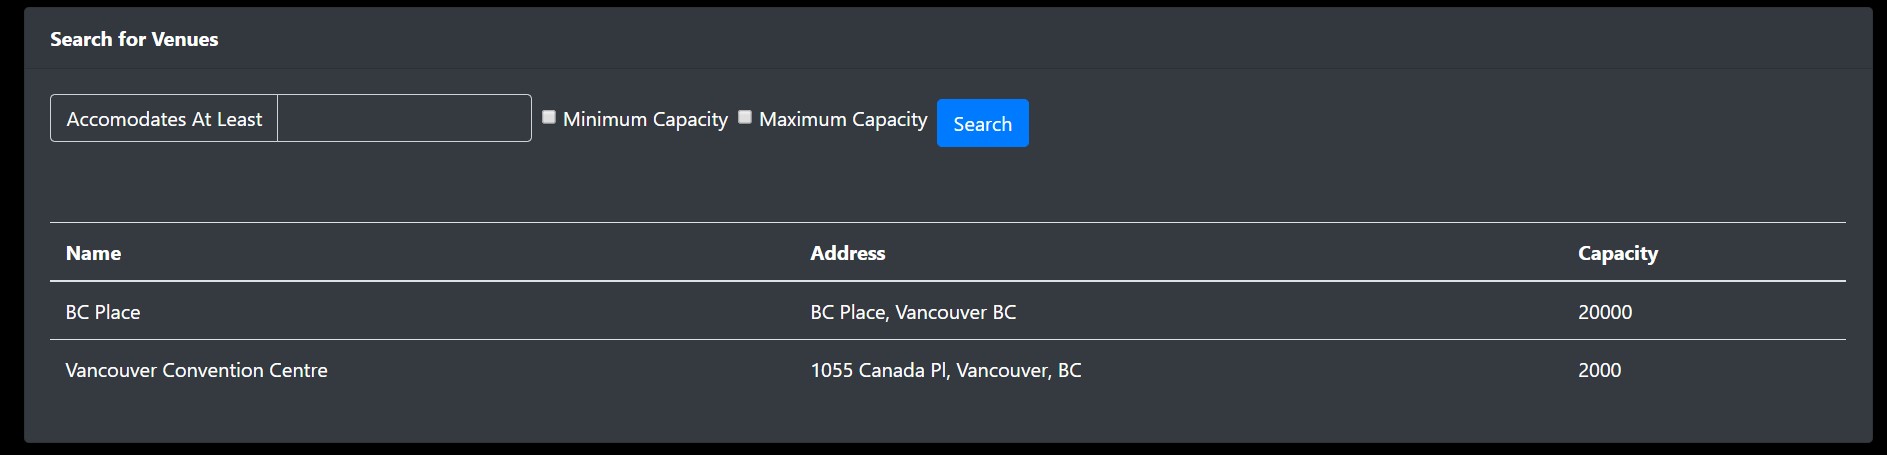 Search for Venues
Accomodates At Least Minimum Capacity Maximum Capacity Search
Name Address Capacity
BC Place BC Place, Vancouver BC 20000
Vancouver Convention Centre 1055 Canada Pl, Vancouver, BC 2000